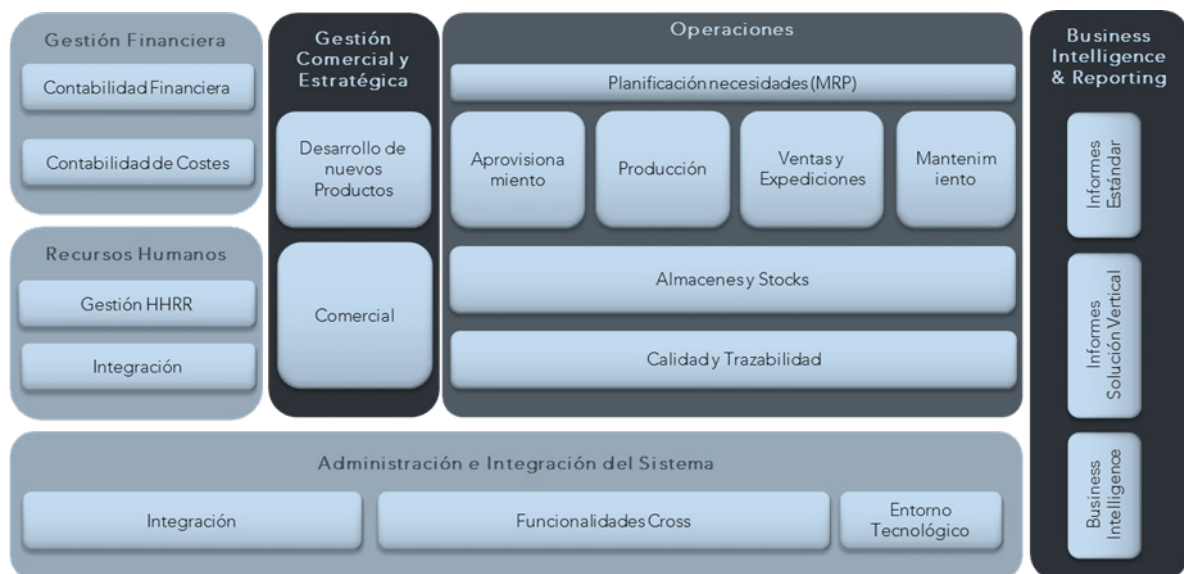 Gestión Financiera
Contabilidad Financiera
Contabilidad de Costes
Recursos Humanos
Gestión HHRR
Integración
Gestión
Comercial y
Estratégica
Desarrollo de
nuevos
Productos
Comercial
Operaciones
Planificación necesidades (MRP)
Aprovisiona
miento
Producción
Ventas y
Expediciones
Mantenim
iento
Almacenes y Stocks
Calidad y Trazabilidad
Administración e Integración del Sistema
Integración
Funcionalidades Cross
Entorno
Tecnológico
Business
Intelligence
& Reporting
Informes
Estándar
Informes
Solución Vertical
Business
Intelligence